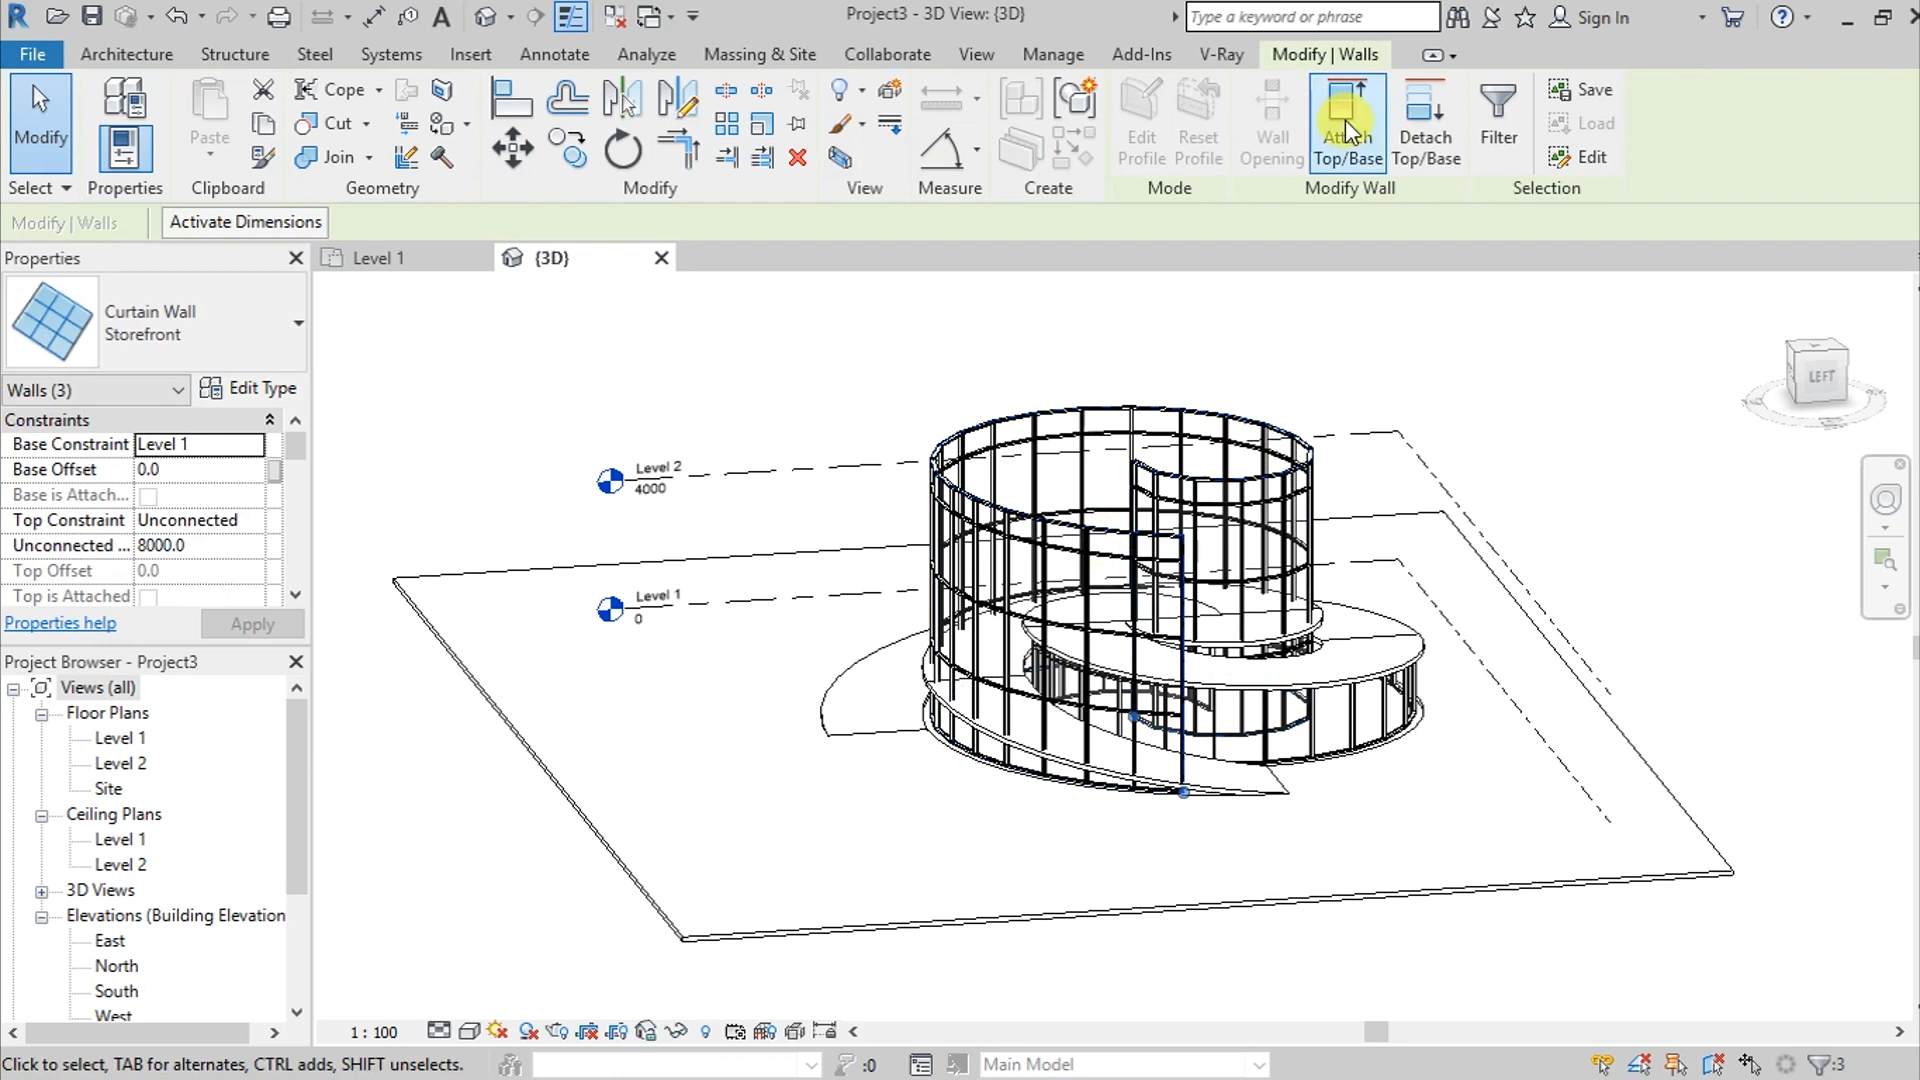 Project3 - 3D View: {3D}
Type a keyword or phrase
Sign In
File
Architecture
Structure
Steel
Systems
Insert
Annotate
Analyze
Massing & Site
Collaborate
View
Manage
Add-Ins
V-Ray
Modify | Walls
Modify
Paste
Cope
Cut
Join
Edit
Profile
Reset
Profile
Wall
Opening
Attach
Top/Base
Detach
Top/Base
Filter
Save
Load
Edit
Select
Properties
Clipboard
Geometry
Modify
View
Measure
Create
Mode
Modify Wall
Selection
Modify | Walls
Activate Dimensions
Properties
Level 1
{3D}
Curtain Wall
Storefront
Walls (3)
Edit Type
Constraints
Base Constraint Level 1
Base Offset 0.0
Base is Attach...
Top Constraint Unconnected
Unconnected ... 8000.0
Top Offset 0.0
Top is Attached
Properties help
Apply
Project Browser - Project3
Views (all)
Floor Plans
Level 1
Level 2
Site
Ceiling Plans
Level 1
Level 2
3D Views
Elevations (Building Elevation
East
North
South
West
Level 2
4000
Level 1
0
LEFT
1 : 100
Click to select, TAB for alternates, CTRL adds, SHIFT unselects.
:0
Main Model
:3